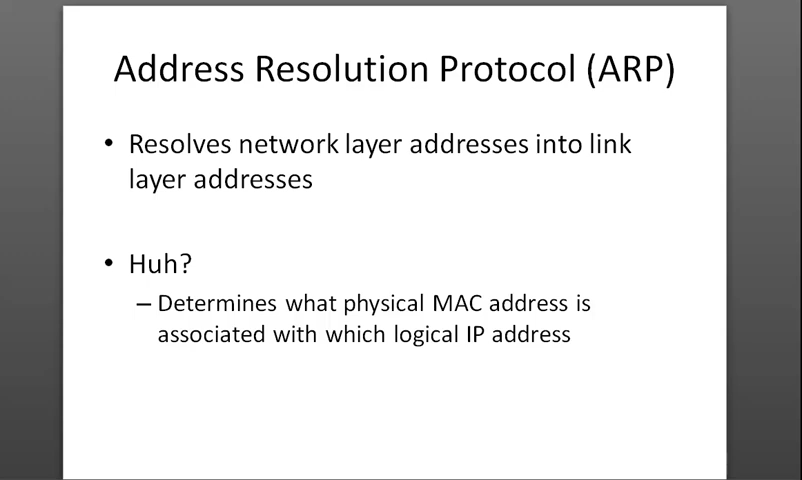 Address Resolution Protocol (ARP)
• Resolves network layer addresses into link
layer addresses
• Huh?
– Determines what physical MAC address is
associated with which logical IP address